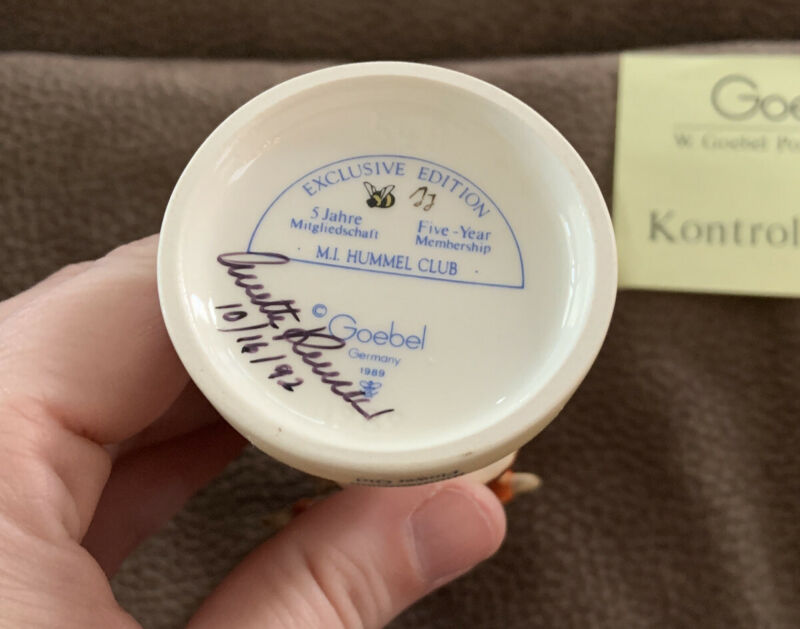 EXCLUSIVE EDITION
5 Jahre
Mitgliedschaft
Five-Year
Membership
M.I. HUMMEL CLUB
© Goebel
Germany
1989
10/16/92
Goe
W. Goebel Po
Kontrol